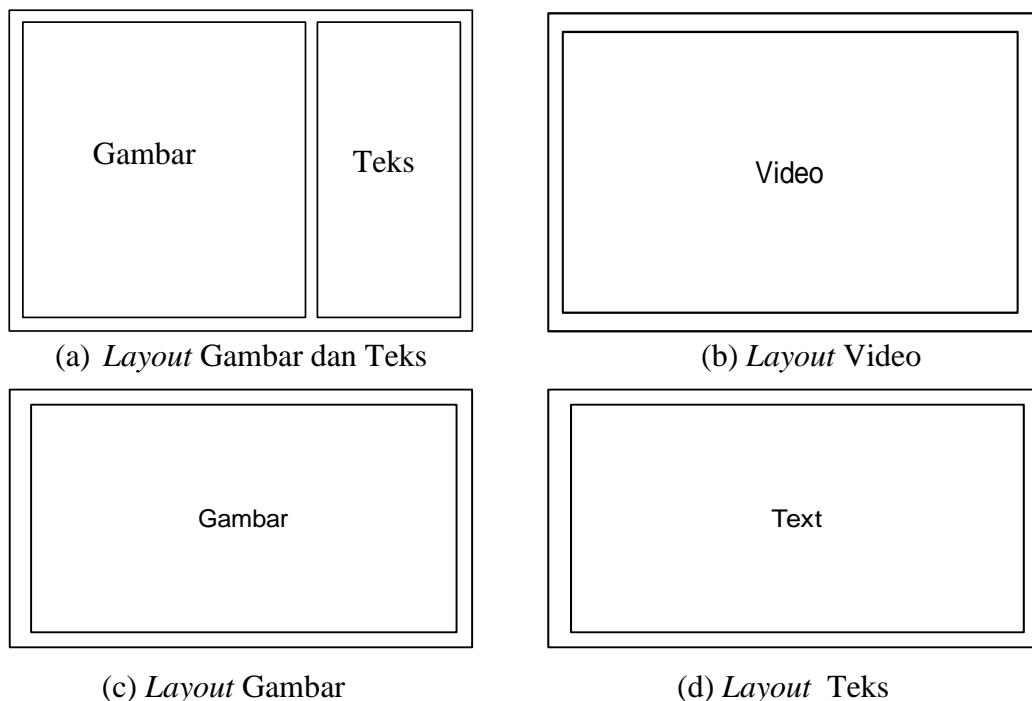 Gambar
Teks
Video
(a) Layout Gambar dan Teks
(b) Layout Video
Gambar
Text
(c) Layout Gambar
(d) Layout Teks